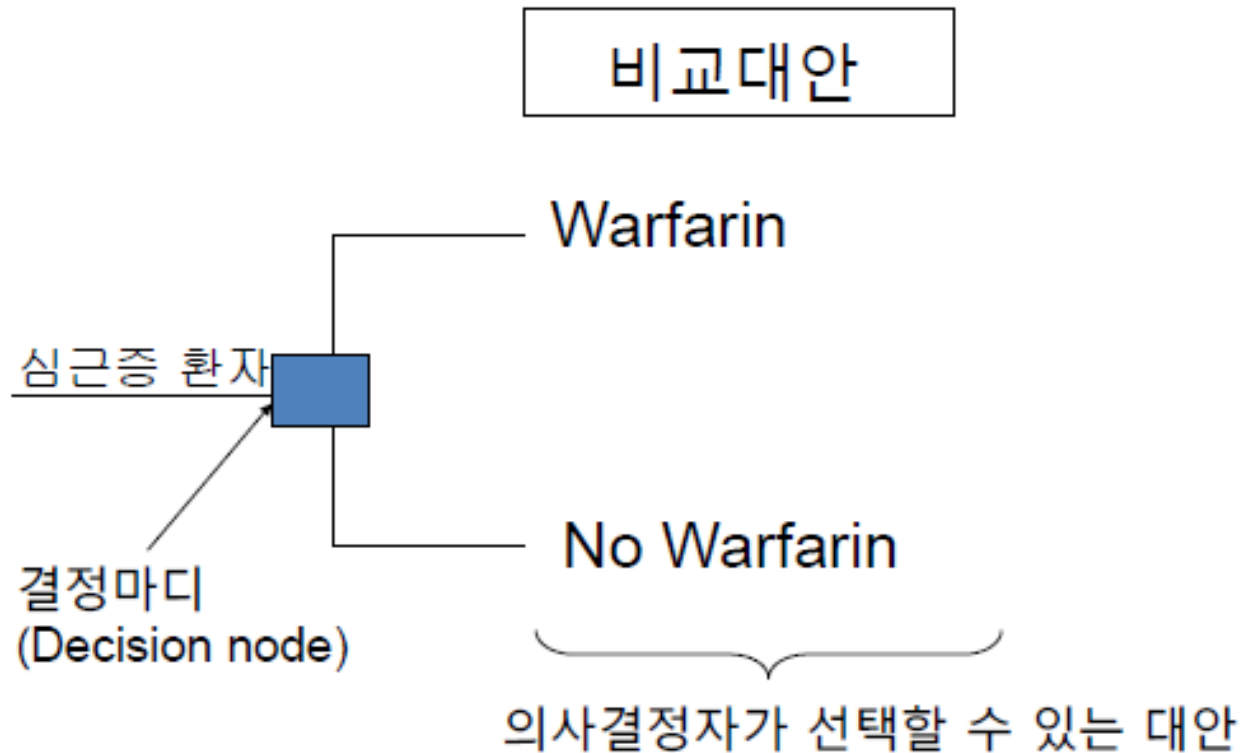 비교대안
Warfarin
심근증 환자
No Warfarin
결정마디
(Decision node)
의사결정자가 선택할 수 있는 대안